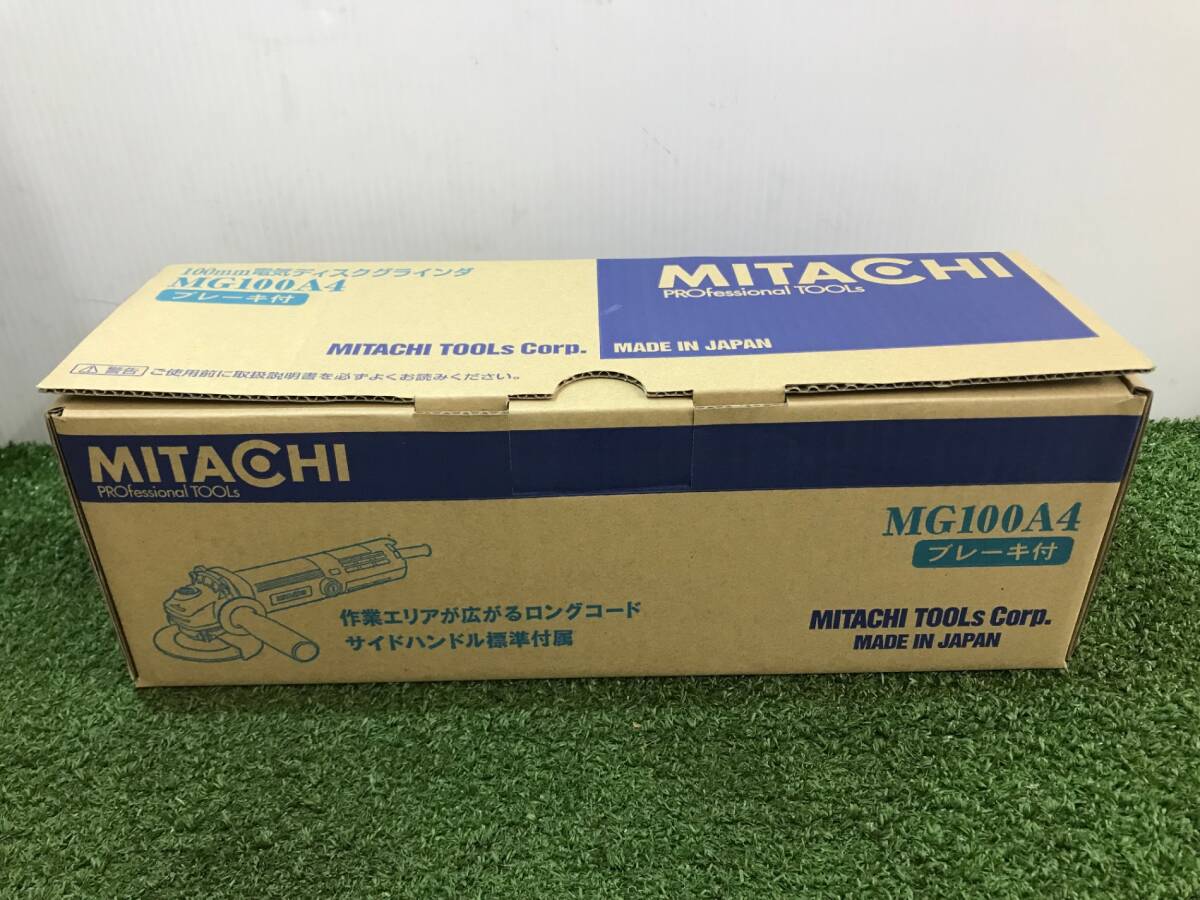 100mm電気ディスクグラインダ
MG100A4
ブレーキ付
MITACHI
PROfessional TOOLs
MITACHI TOOLs Corp.
MADE IN JAPAN
警告 ご使用前に取扱説明書を必ずよくお読みください。
MITACHI
PROfessional TOOLs
MG100A4
ブレーキ付
作業エリアが広がるロングコード
サイドハンドル標準付属
MITACHI TOOLs Corp.
MADE IN JAPAN